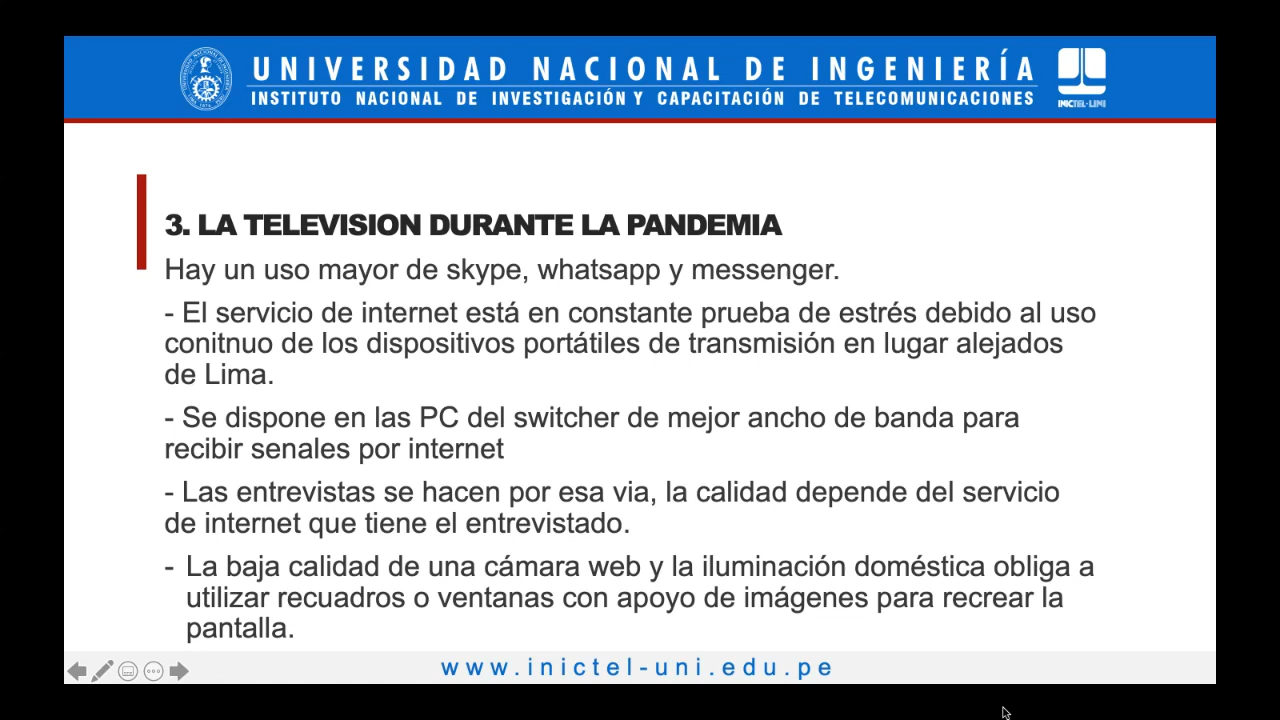 UNIVERSIDAD NACIONAL DE INGENIERÍA
INSTITUTO NACIONAL DE INVESTIGACIÓN Y CAPACITACIÓN DE TELECOMUNICACIONES
INICTEL-UNI
3. LA TELEVISION DURANTE LA PANDEMIA
Hay un uso mayor de skype, whatsapp y messenger.
- El servicio de internet está en constante prueba de estrés debido al uso
conitnuo de los dispositivos portátiles de transmisión en lugar alejados
de Lima.
- Se dispone en las PC del switcher de mejor ancho de banda para
recibir senales por internet
- Las entrevistas se hacen por esa via, la calidad depende del servicio
de internet que tiene el entrevistado.
- La baja calidad de una cámara web y la iluminación doméstica obliga a
utilizar recuadros o ventanas con apoyo de imágenes para recrear la
pantalla.
www.inictel-uni.edu.pe